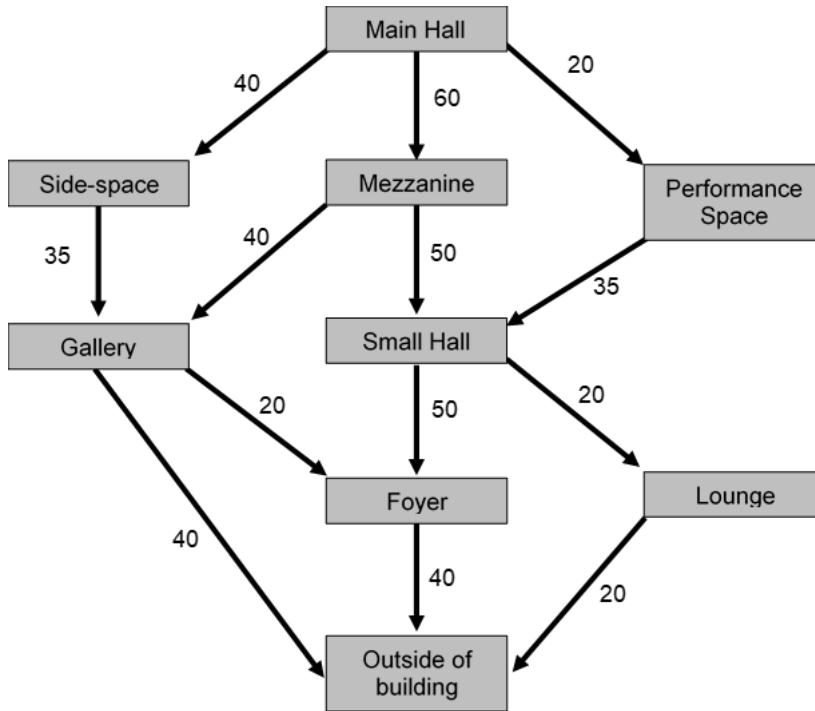 Main Hall
40
60
20
Side-space
Mezzanine
Performance
Space
35
40
50
35
Gallery
Small Hall
20
50
20
Foyer
Lounge
40
40
20
Outside of
building